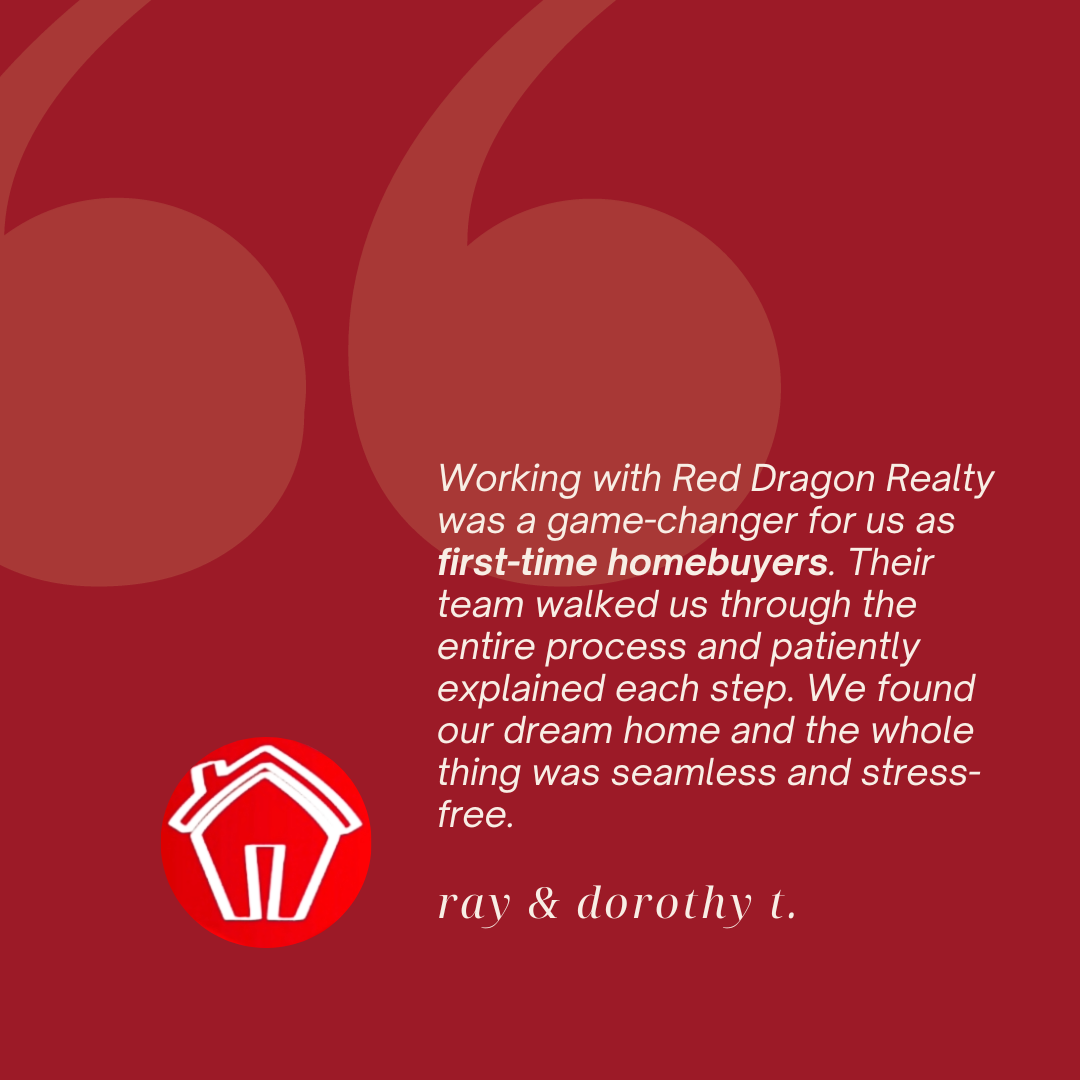 Working with Red Dragon Realty
was a game-changer for us as
first-time homebuyers. Their
team walked us through the
entire process and patiently
explained each step. We found
our dream home and the whole
thing was seamless and stress-
free.
ray & dorothy t.